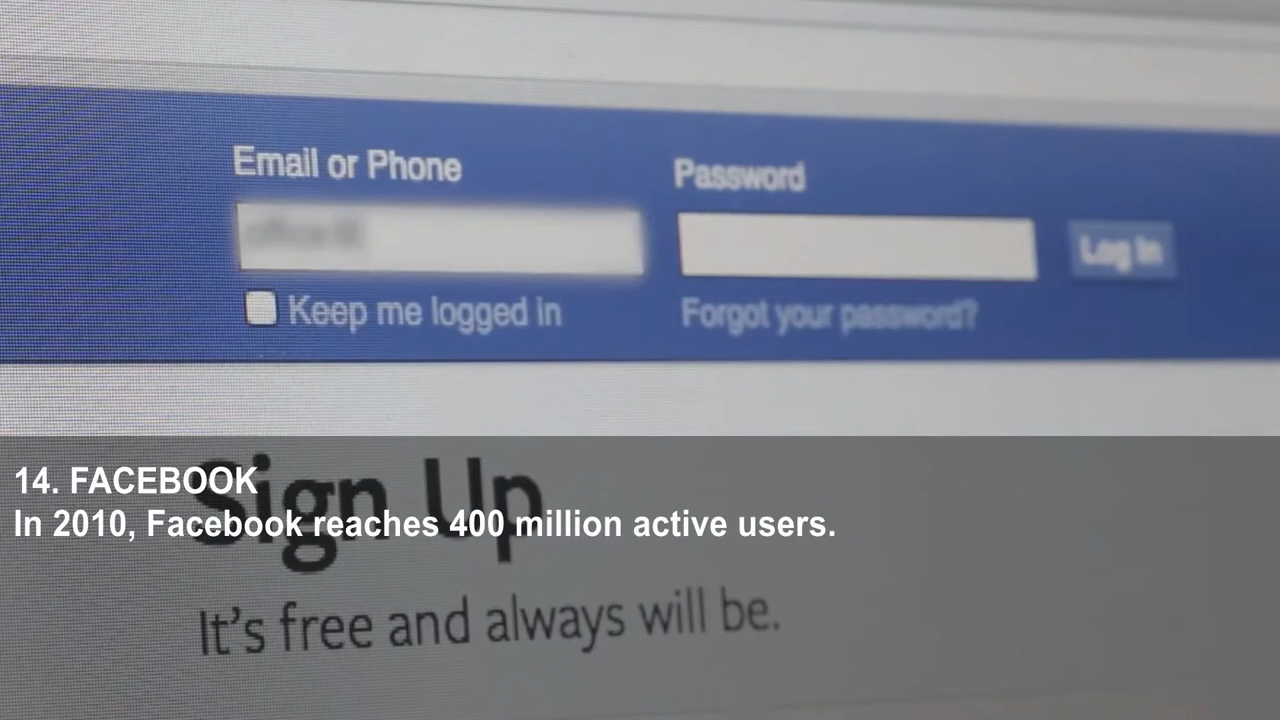 Email or Phone
Password
Log In
Keep me logged in
Forgot your password?
14. FACEBOOK
Sign Up
In 2010, Facebook reaches 400 million active users.
It's free and always will be.